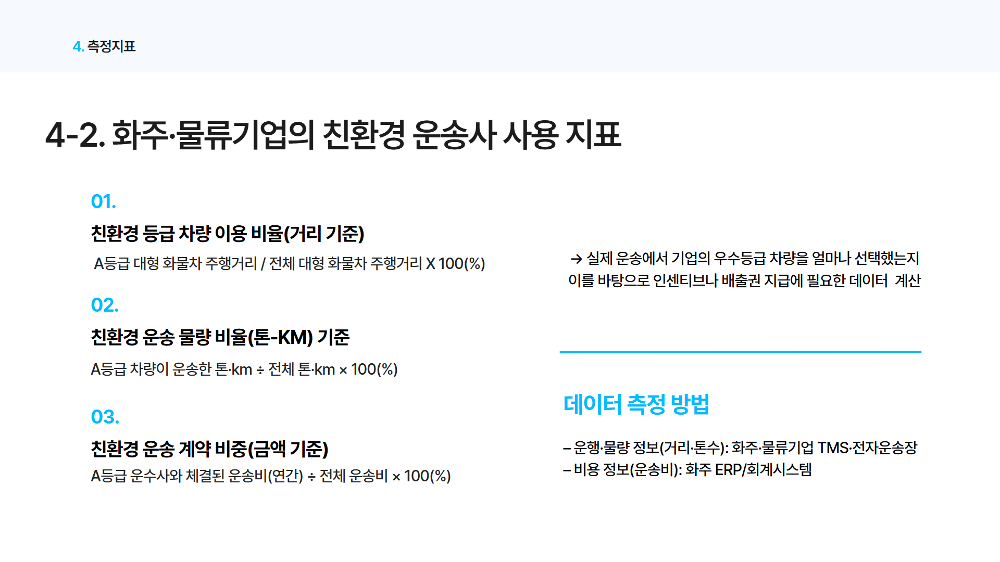 4. 측정지표
4-2. 화주·물류기업의 친환경 운송사 사용 지표
01.
친환경 등급 차량 이용 비율(거리 기준)
A등급 대형 화물차 주행거리 / 전체 대형 화물차 주행거리 X 100(%)
02.
친환경 운송 물량 비율(톤-KM) 기준
A등급 차량이 운송한 톤·km ÷ 전체 톤·km × 100(%)
03.
친환경 운송 계약 비중(금액 기준)
A등급 운수사와 체결된 운송비(연간) ÷ 전체 운송비 × 100(%)
→ 실제 운송에서 기업의 우수등급 차량을 얼마나 선택했는지
이를 바탕으로 인센티브나 배출권 지급에 필요한 데이터 계산
데이터 측정 방법
– 운행·물량 정보(거리·톤수): 화주·물류기업 TMS·전자운송장
– 비용 정보(운송비): 화주 ERP/회계시스템